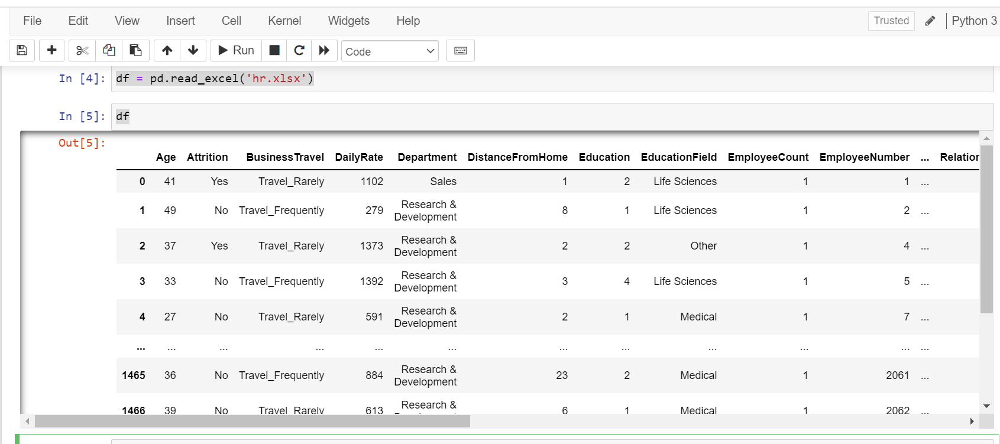 File Edit View Insert Cell Kernel Widgets Help Trusted Python 3
Run Code
In [4]: df = pd.read_excel('hr.xlsx')
In [5]: df
Out[5]:
Age Attrition BusinessTravel DailyRate Department DistanceFromHome Education EducationField EmployeeCount EmployeeNumber ... Relation
0 41 Yes Travel_Rarely 1102 Sales 1 2 Life Sciences 1 1 ...
1 49 No Travel_Frequently 279 Research & Development 8 1 Life Sciences 1 2 ...
2 37 Yes Travel_Rarely 1373 Research & Development 2 2 Other 1 4 ...
3 33 No Travel_Frequently 1392 Research & Development 3 4 Life Sciences 1 5 ...
4 27 No Travel_Rarely 591 Research & Development 2 1 Medical 1 7 ...
... ... ... ... ... ... ... ... ... ... ... ...
1465 36 No Travel_Frequently 884 Research & Development 23 2 Medical 1 2061 ...
1466 39 No Travel_Rarely 613 Research & 6 1 Medical 1 2062 ...